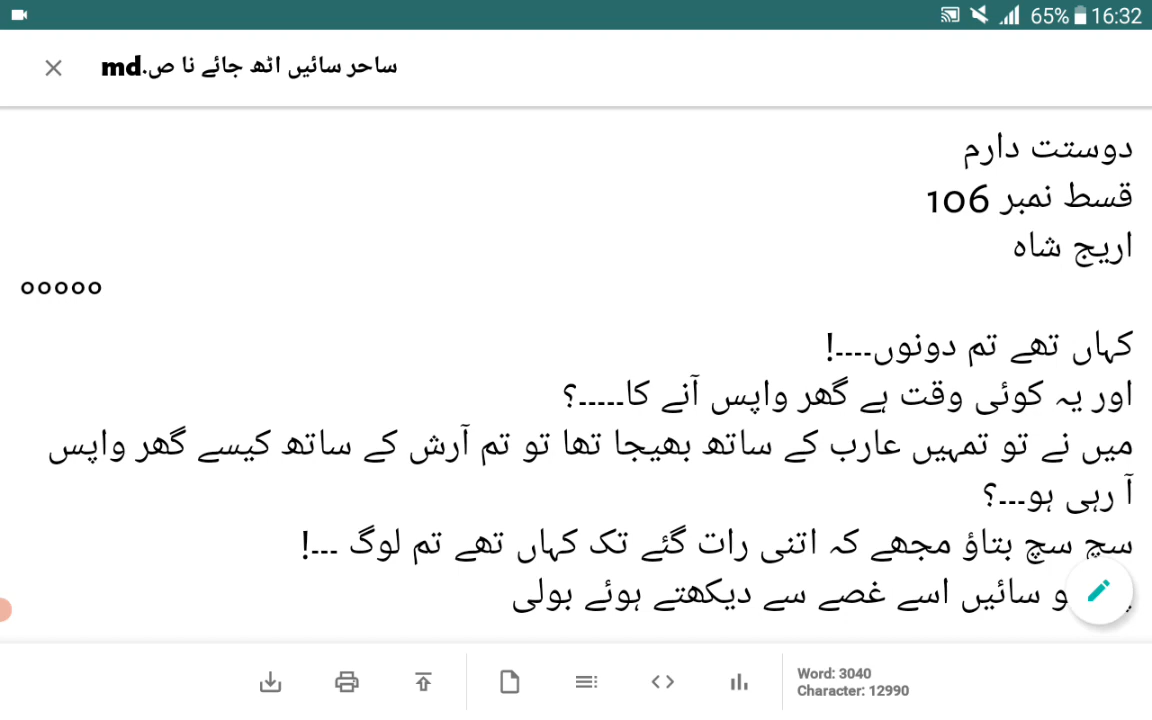 65% 16:32
ساحر سائیں اٹھ جائے نا ص.md
دوستت دارم
قسط نمبر 106
اریج شاہ
ooooo
کہاں تھے تم دونوں----!
اور یہ کوئی وقت ہے گھر واپس آنے کا-----؟
میں نے تو تمہیں عارب کے ساتھ بھیجا تھا تو تم آرش کے ساتھ کیسے گھر واپس
آ رہی ہو---؟
سچ سچ بتاؤ مجھے کہ اتنی رات گئے تک کہاں تھے تم لوگ ---!
سائیں اسے غصے سے دیکھتے ہوئے بولی
Word: 3040
Character: 12990